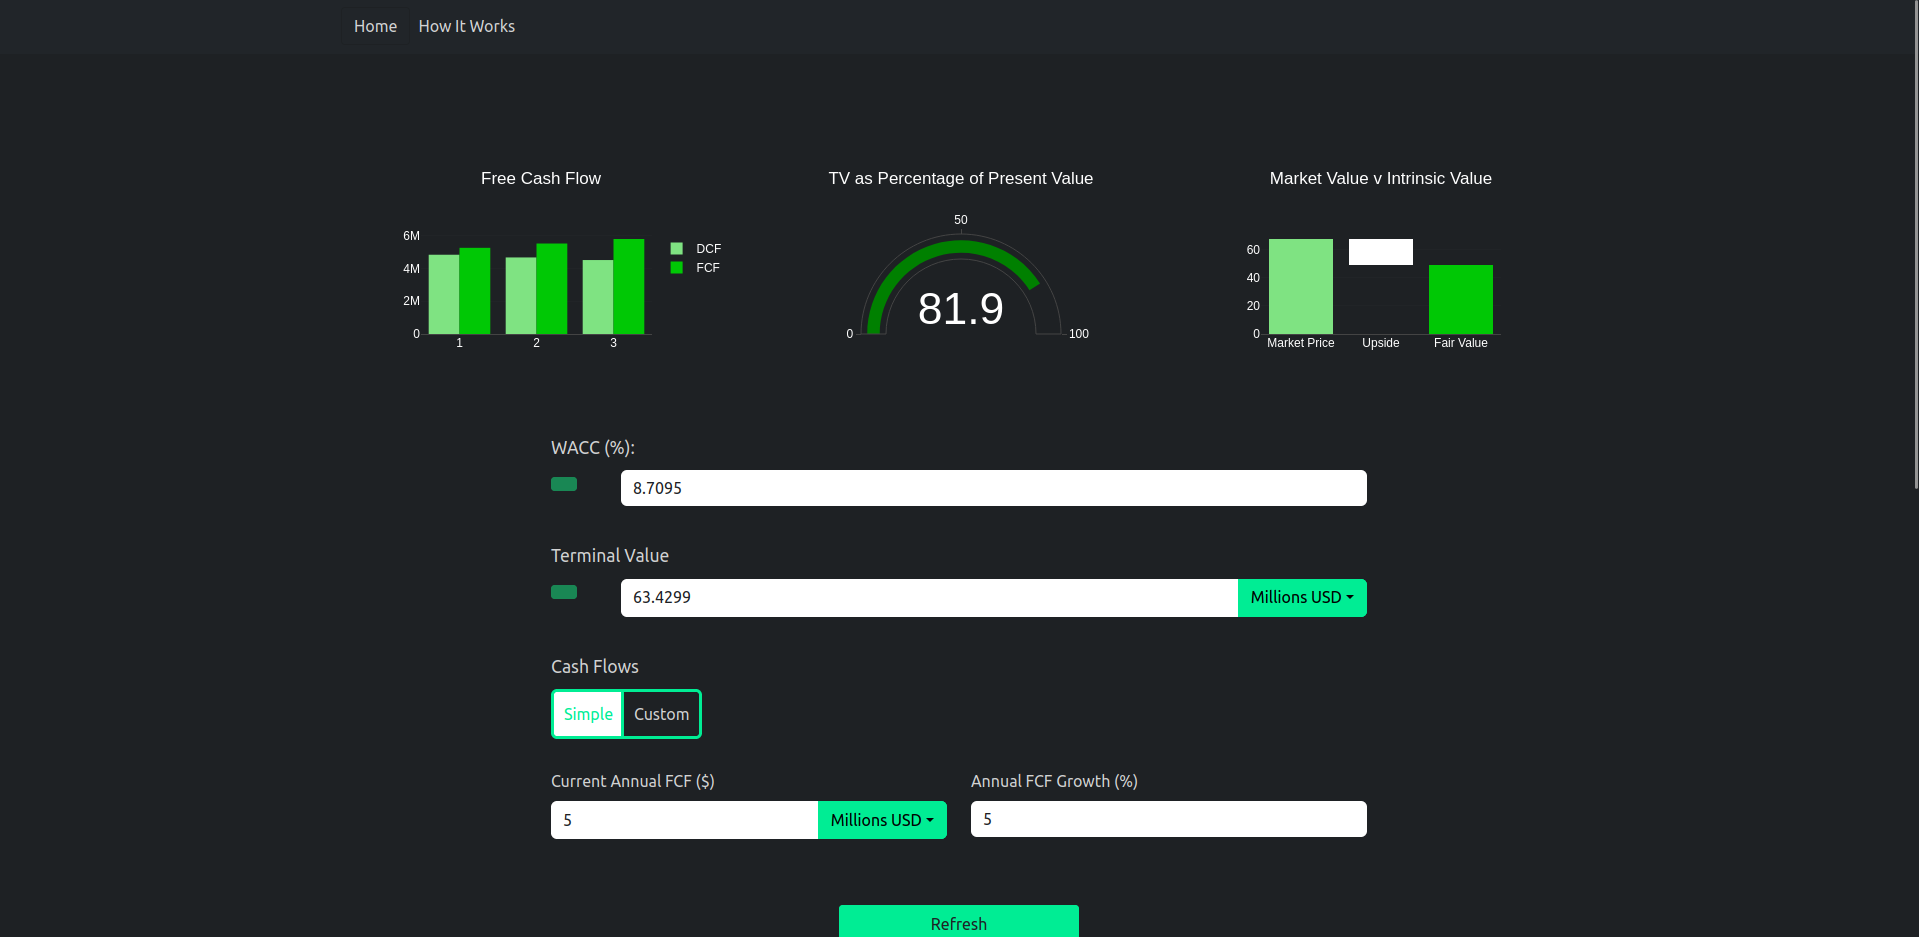 Home How It Works
Free Cash Flow
6M
4M
2M
0
1 2 3
DCF
FCF
TV as Percentage of Present Value
50
81.9
0 100
Market Value v Intrinsic Value
60
40
20
0
Market Price Upside Fair Value
WACC (%):
8.7095
Terminal Value
63.4299 Millions USD
Cash Flows
Simple Custom
Current Annual FCF ($) Annual FCF Growth (%)
5 Millions USD 5
Refresh